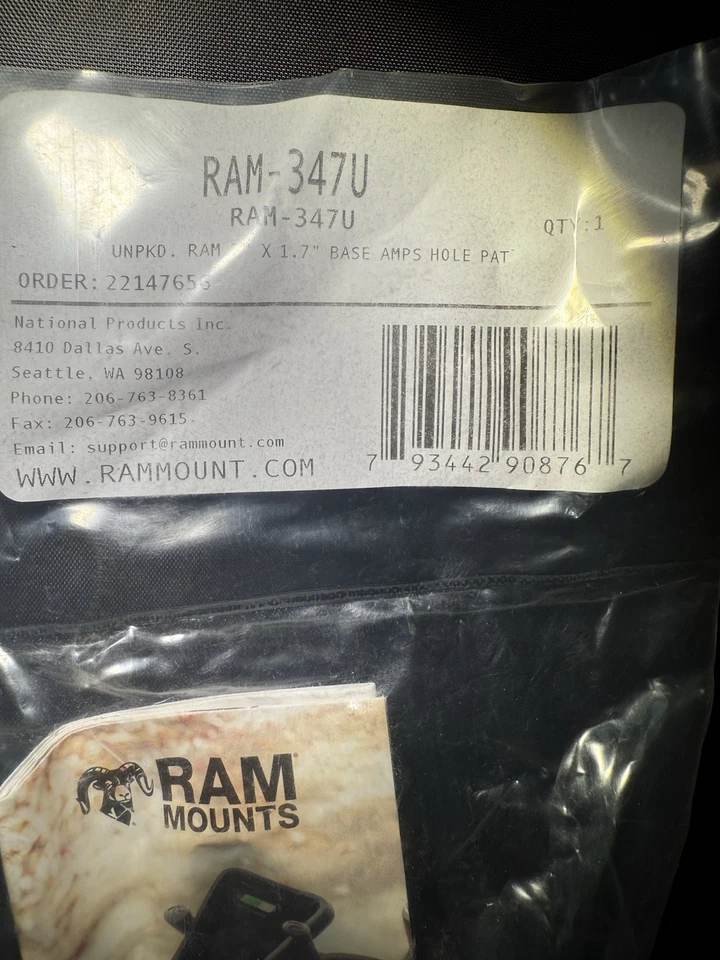 RAM-347U
RAM-347U
QTY:1
UNPKD. RAM X 1.7" BASE AMPS HOLE PAT
ORDER: 2214765
National Products Inc.
8410 Dallas Ave. S.
Seattle, WA 98108
Phone: 206-763-8361
Fax: 206-763-9615
Email: support@rammount.com
WWW.RAMMOUNT.COM
7 93442 90876 7
RAM
MOUNTS